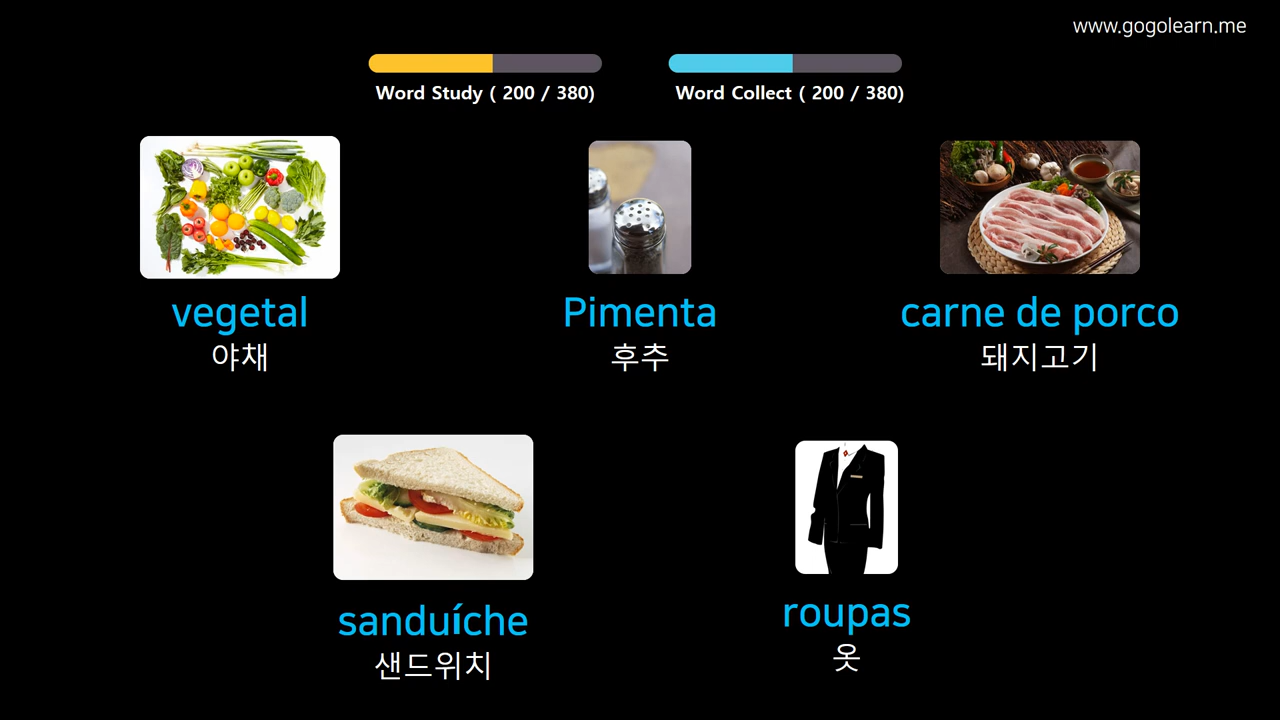 www.gogolearn.me
Word Study ( 200 / 380)
Word Collect ( 200 / 380)
vegetal
야채
Pimenta
후추
carne de porco
돼지고기
sanduíche
샌드위치
roupas
옷